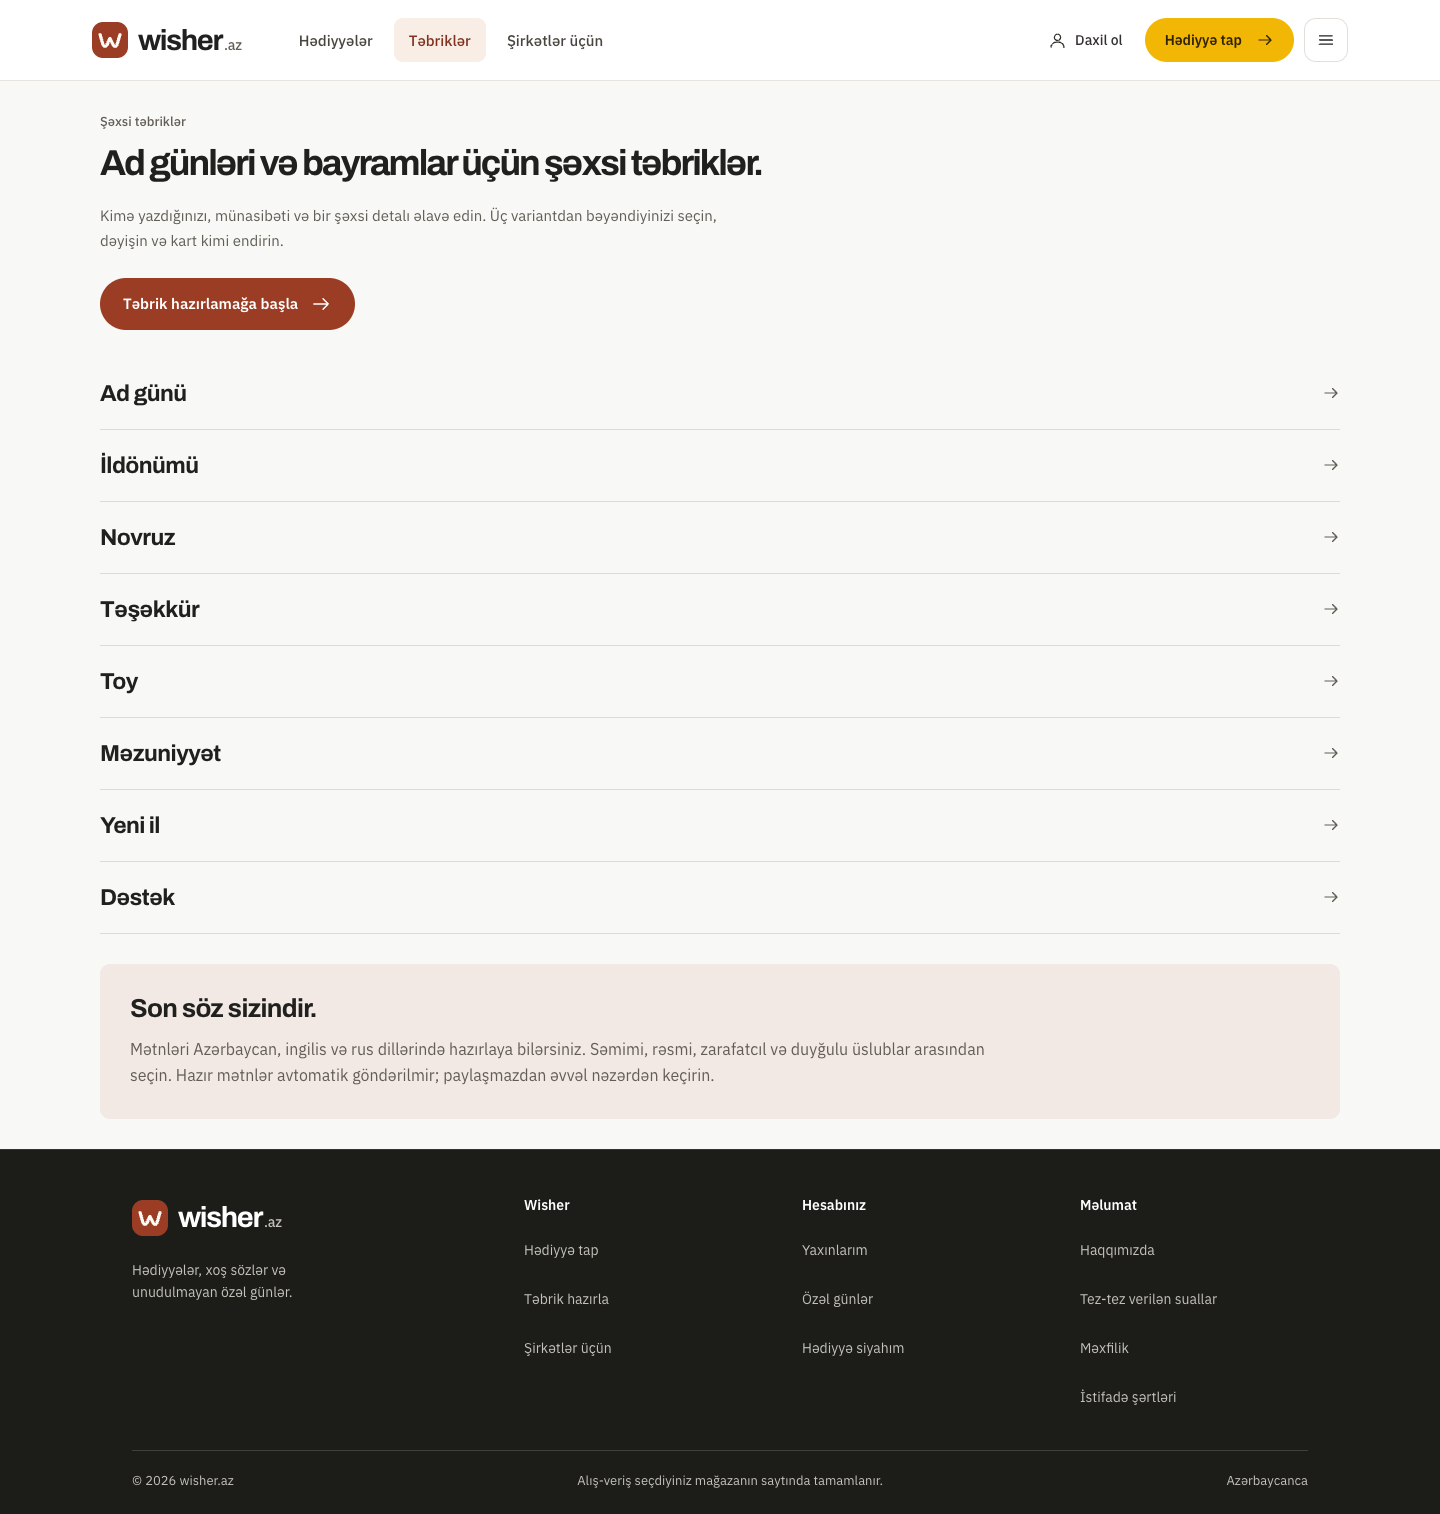 wisher.az
Hədiyyələr
Təbriklər
Şirkətlər üçün
Daxil ol
Hədiyyə tap
Şəxsi təbriklər
Ad günləri və bayramlar üçün şəxsi təbriklər.
Kimə yazdığınızı, münasibəti və bir şəxsi detalı əlavə edin. Üç variantdan bəyəndiyinizi seçin,
dəyişin və kart kimi endirin.
Təbrik hazırlamağa başla
Ad günü
İldönümü
Novruz
Təşəkkür
Toy
Məzuniyyət
Yeni il
Dəstək
Son söz sizindir.
Mətnləri Azərbaycan, ingilis və rus dillərində hazırlaya bilərsiniz. Səmimi, rəsmi, zarafatcıl və duyğulu üslublar arasından
seçin. Hazır mətnlər avtomatik göndərilmir; paylaşmazdan əvvəl nəzərdən keçirin.
wisher.az
Hədiyyələr, xoş sözlər və
unudulmayan özəl günlər.
Wisher
Hədiyyə tap
Təbrik hazırla
Şirkətlər üçün
Hesabınız
Yaxınlarım
Özəl günlər
Hədiyyə siyahım
Məlumat
Haqqımızda
Tez-tez verilən suallar
Məxfilik
İstifadə şərtləri
© 2026 wisher.az
Alış-veriş seçdiyiniz mağazanın saytında tamamlanır.
Azərbaycanca